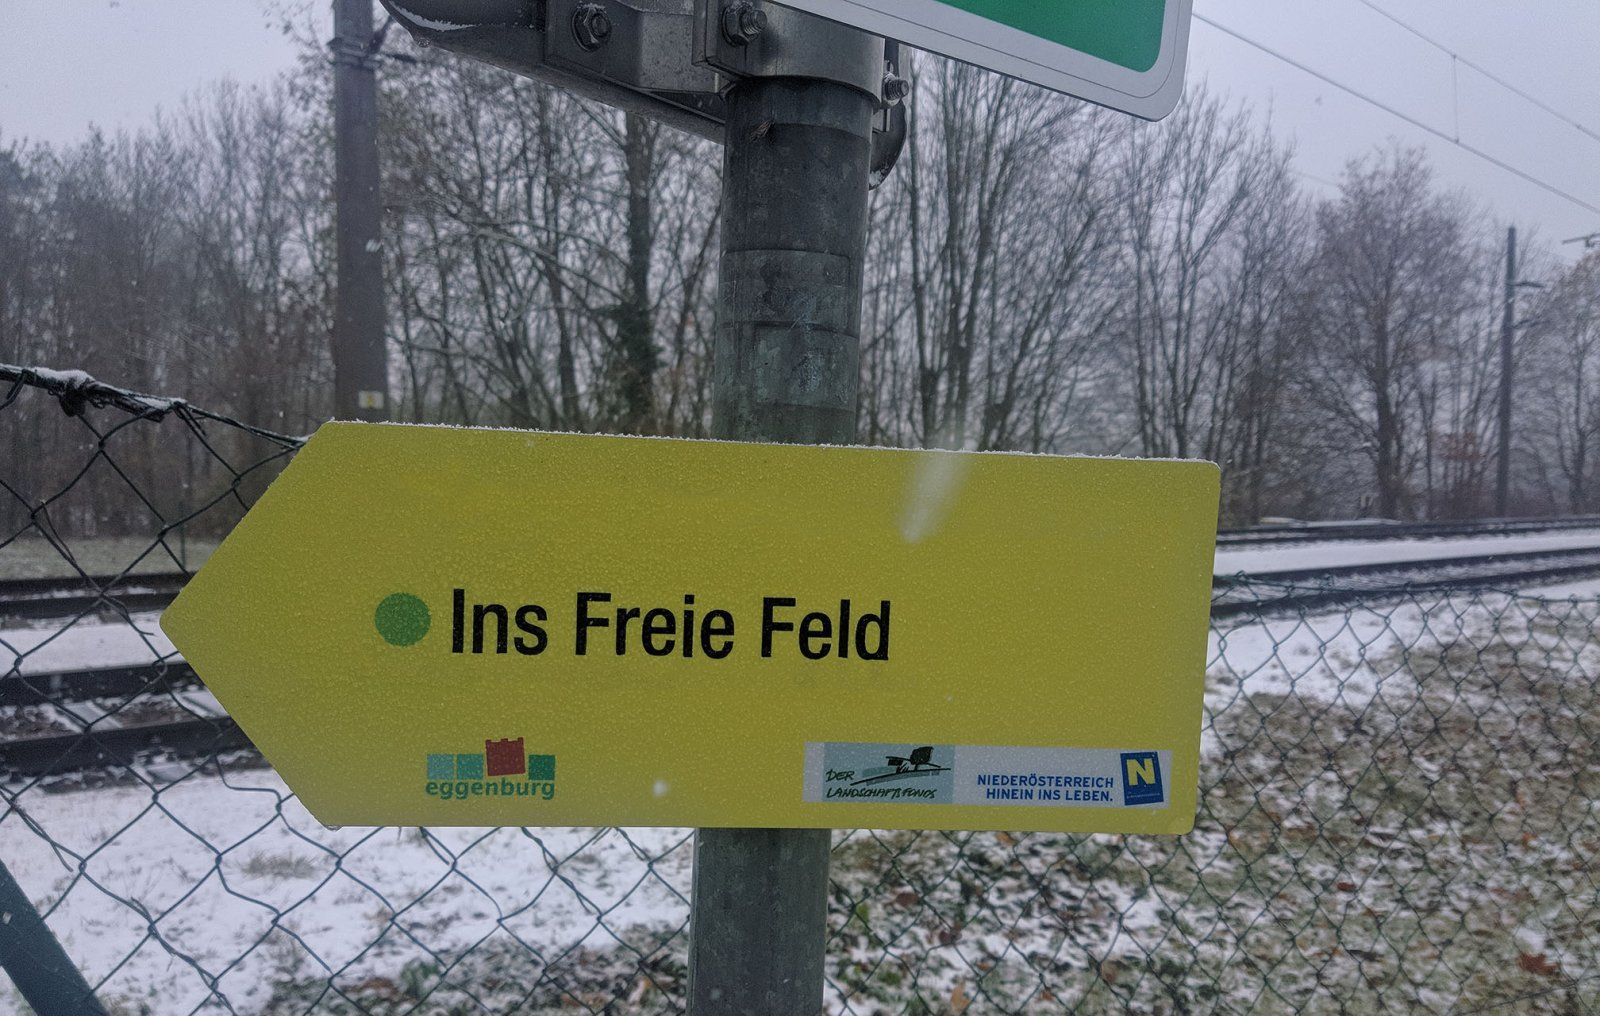 Ins Freie Feld
eggenburg
DER
LANDSCHAFTSFONDS
NIEDERÖSTERREICH
HINEIN INS LEBEN.
N